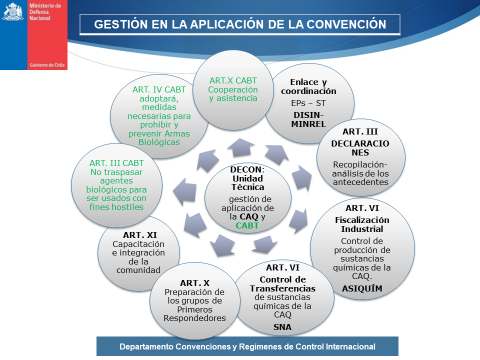 Ministerio de
Defensa
Nacional
Gobierno de Chile
GESTIÓN EN LA APLICACIÓN DE LA CONVENCIÓN
ART.X CABT
Cooperación
y asistencia
Enlace y
coordinación
EPs – ST
DISIN-
MINREL
ART. III
DECLARACIO
NES
Recopilación-
análisis de los
antecedentes
ART. VI
Fiscalización
Industrial
Control de
producción de
sustancias
químicas de la
CAQ.
ASIQUÍM
ART. VI
Control de
Transferencias
de sustancias
químicas de la
CAQ
SNA
ART. X
Preparación de
los grupos de
Primeros
Respondedores
ART. XI
Capacitación
e integración
de la
comunidad
ART. III CABT
No traspasar
agentes
biológicos para
ser usados con
fines hostiles
ART. IV CABT
adoptará,
medidas
necesarias para
prohibir y
prevenir Armas
Biológicas
DECON:
Unidad
Técnica
gestión de
aplicación de
la CAQ y
CABT
Departamento Convenciones y Regimenes de Control Internacional